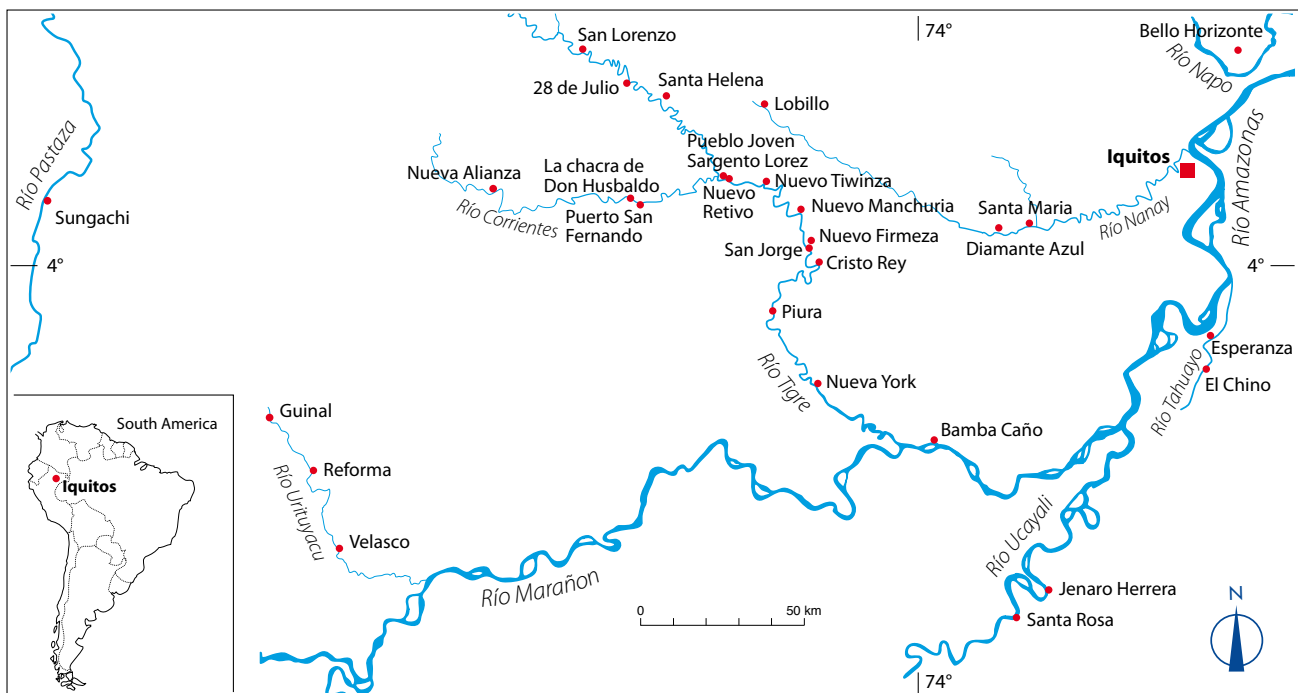 74°
Bello Horizonte
San Lorenzo
Río Napo
28 de Julio
Santa Helena
Lobillo
Río Pastaza
Pueblo Joven
Sargento Lorez
Iquitos
Río Amazonas
Nueva Alianza
La chacra de
Don Husbaldo
Nuevo Tiwinza
Nuevo
Retivo
Sungachi
Río Corrientes
Puerto San
Fernando
Nuevo Manchuria
Santa Maria
Río Nanay
Nuevo Firmeza
San Jorge
Diamante Azul
4°
Cristo Rey
4°
Piura
Esperanza
Río Tigre
Nueva York
Río Tahuayo
El Chino
Guinal
South America
Bamba Caño
Reforma
Iquitos
Río Urituyacu
Río Ucayali
Velasco
Río Marañon
Jenaro Herrera
0
50 km
Santa Rosa
N
74°